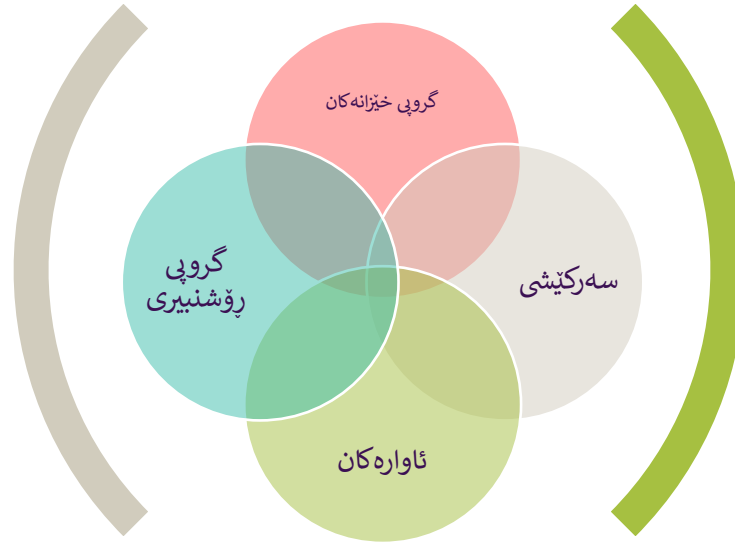 گروپی خێزانەکان
سەرکێشی
گروپی
ڕۆشنبیری
ئاوارەکان